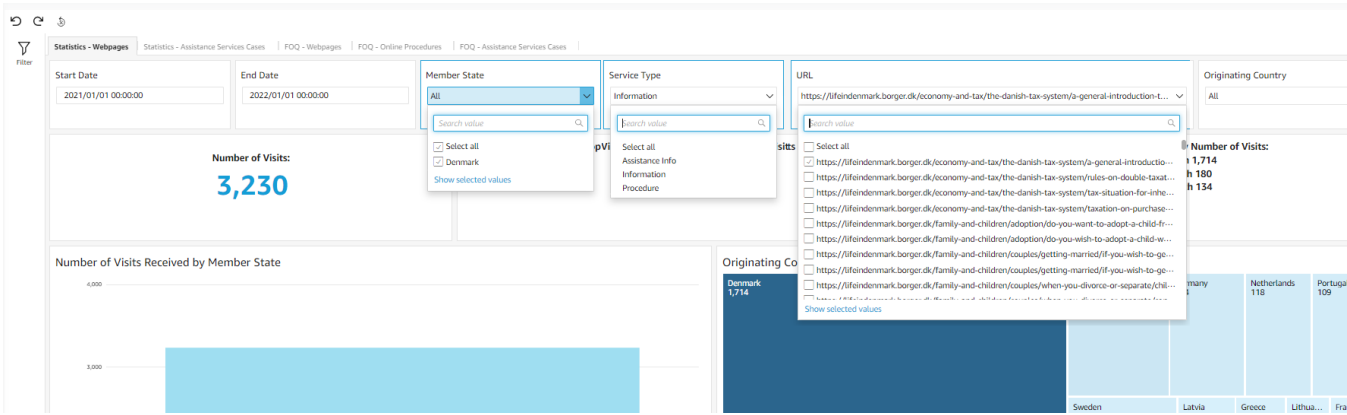 Statistics - Webpages
Statistics - Assistance Services Cases
FOQ - Webpages
FOQ - Online Procedures
FOQ - Assistance Services Cases
Filter
Start Date
2021/01/01 00:00:00
End Date
2022/01/01 00:00:00
Member State
All
Search value
Select all
Denmark
Show selected values
Service Type
Information
Search value
Select all
Assistance Info
Information
Procedure
URL
https://lifeindenmark.borger.dk/economy-and-tax/the-danish-tax-system/a-general-introduction-t...
Search value
Select all
https://lifeindenmark.borger.dk/economy-and-tax/the-danish-tax-system/a-general-introductio...
https://lifeindenmark.borger.dk/economy-and-tax/the-danish-tax-system/rules-on-double-taxat...
https://lifeindenmark.borger.dk/economy-and-tax/the-danish-tax-system/tax-situation-for-inhe...
https://lifeindenmark.borger.dk/economy-and-tax/the-danish-tax-system/taxation-on-purchase...
https://lifeindenmark.borger.dk/family-and-children/adoption/do-you-want-to-adopt-a-child-fr...
https://lifeindenmark.borger.dk/family-and-children/adoption/do-you-wish-to-adopt-a-child-w...
https://lifeindenmark.borger.dk/family-and-children/couples/getting-married/if-you-wish-to-ge...
https://lifeindenmark.borger.dk/family-and-children/couples/getting-married/if-you-wish-to-ge...
https://lifeindenmark.borger.dk/family-and-children/couples/when-you-divorce-or-separate/chil...
Show selected values
Originating Country
All
Number of Visits:
3,230
opVi
sitts
Number of Visits:
1,714
h 180
h 134
Number of Visits Received by Member State
4,000
3,000
Originating Co
Denmark
1,714
rmany
Netherlands
118
Portuga
109
Sweden
Latvia
Greece
Lithua...
Fra